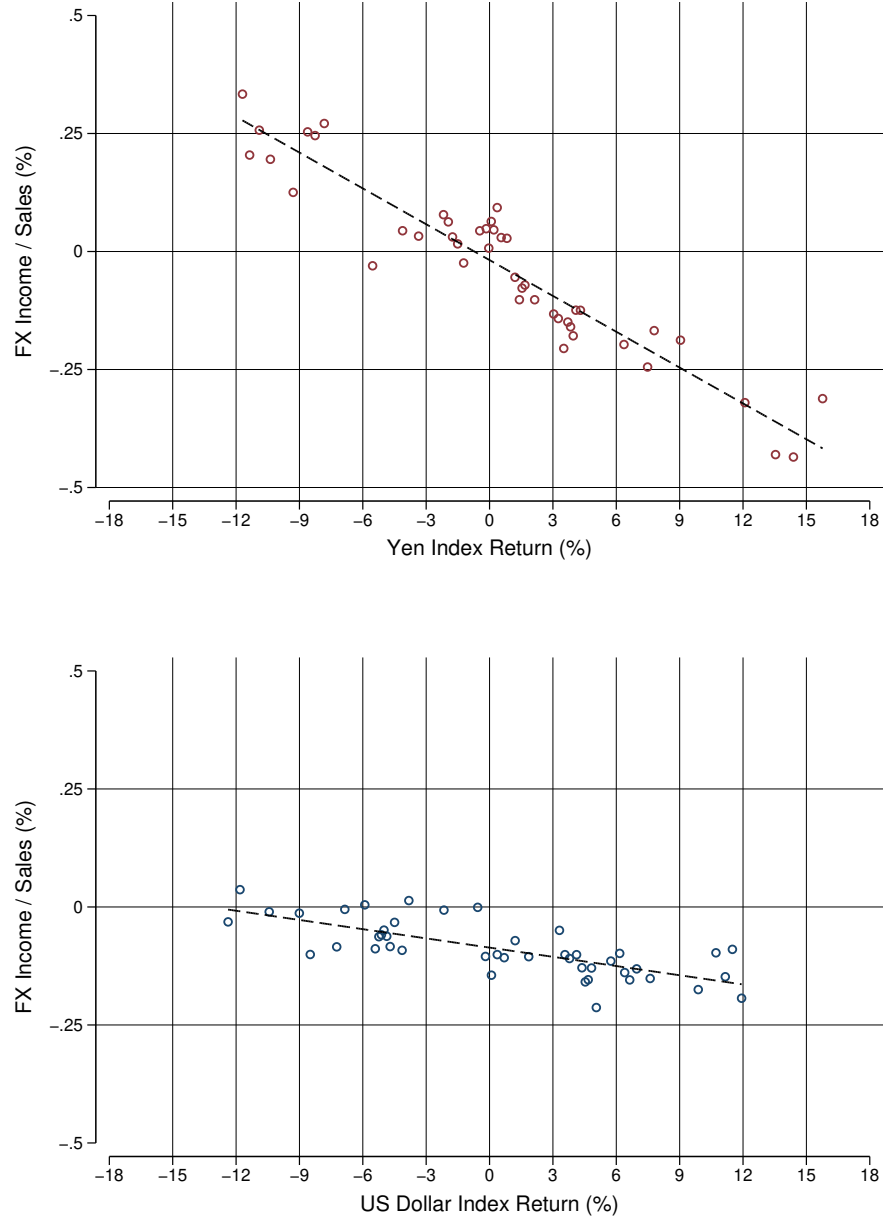 .5
.25
0
−.25
−.5
FX Income / Sales (%)
−18 −15 −12 −9 −6 −3 0 3 6 9 12 15 18
Yen Index Return (%)
.5
.25
0
−.25
−.5
FX Income / Sales (%)
−18 −15 −12 −9 −6 −3 0 3 6 9 12 15 18
US Dollar Index Return (%)